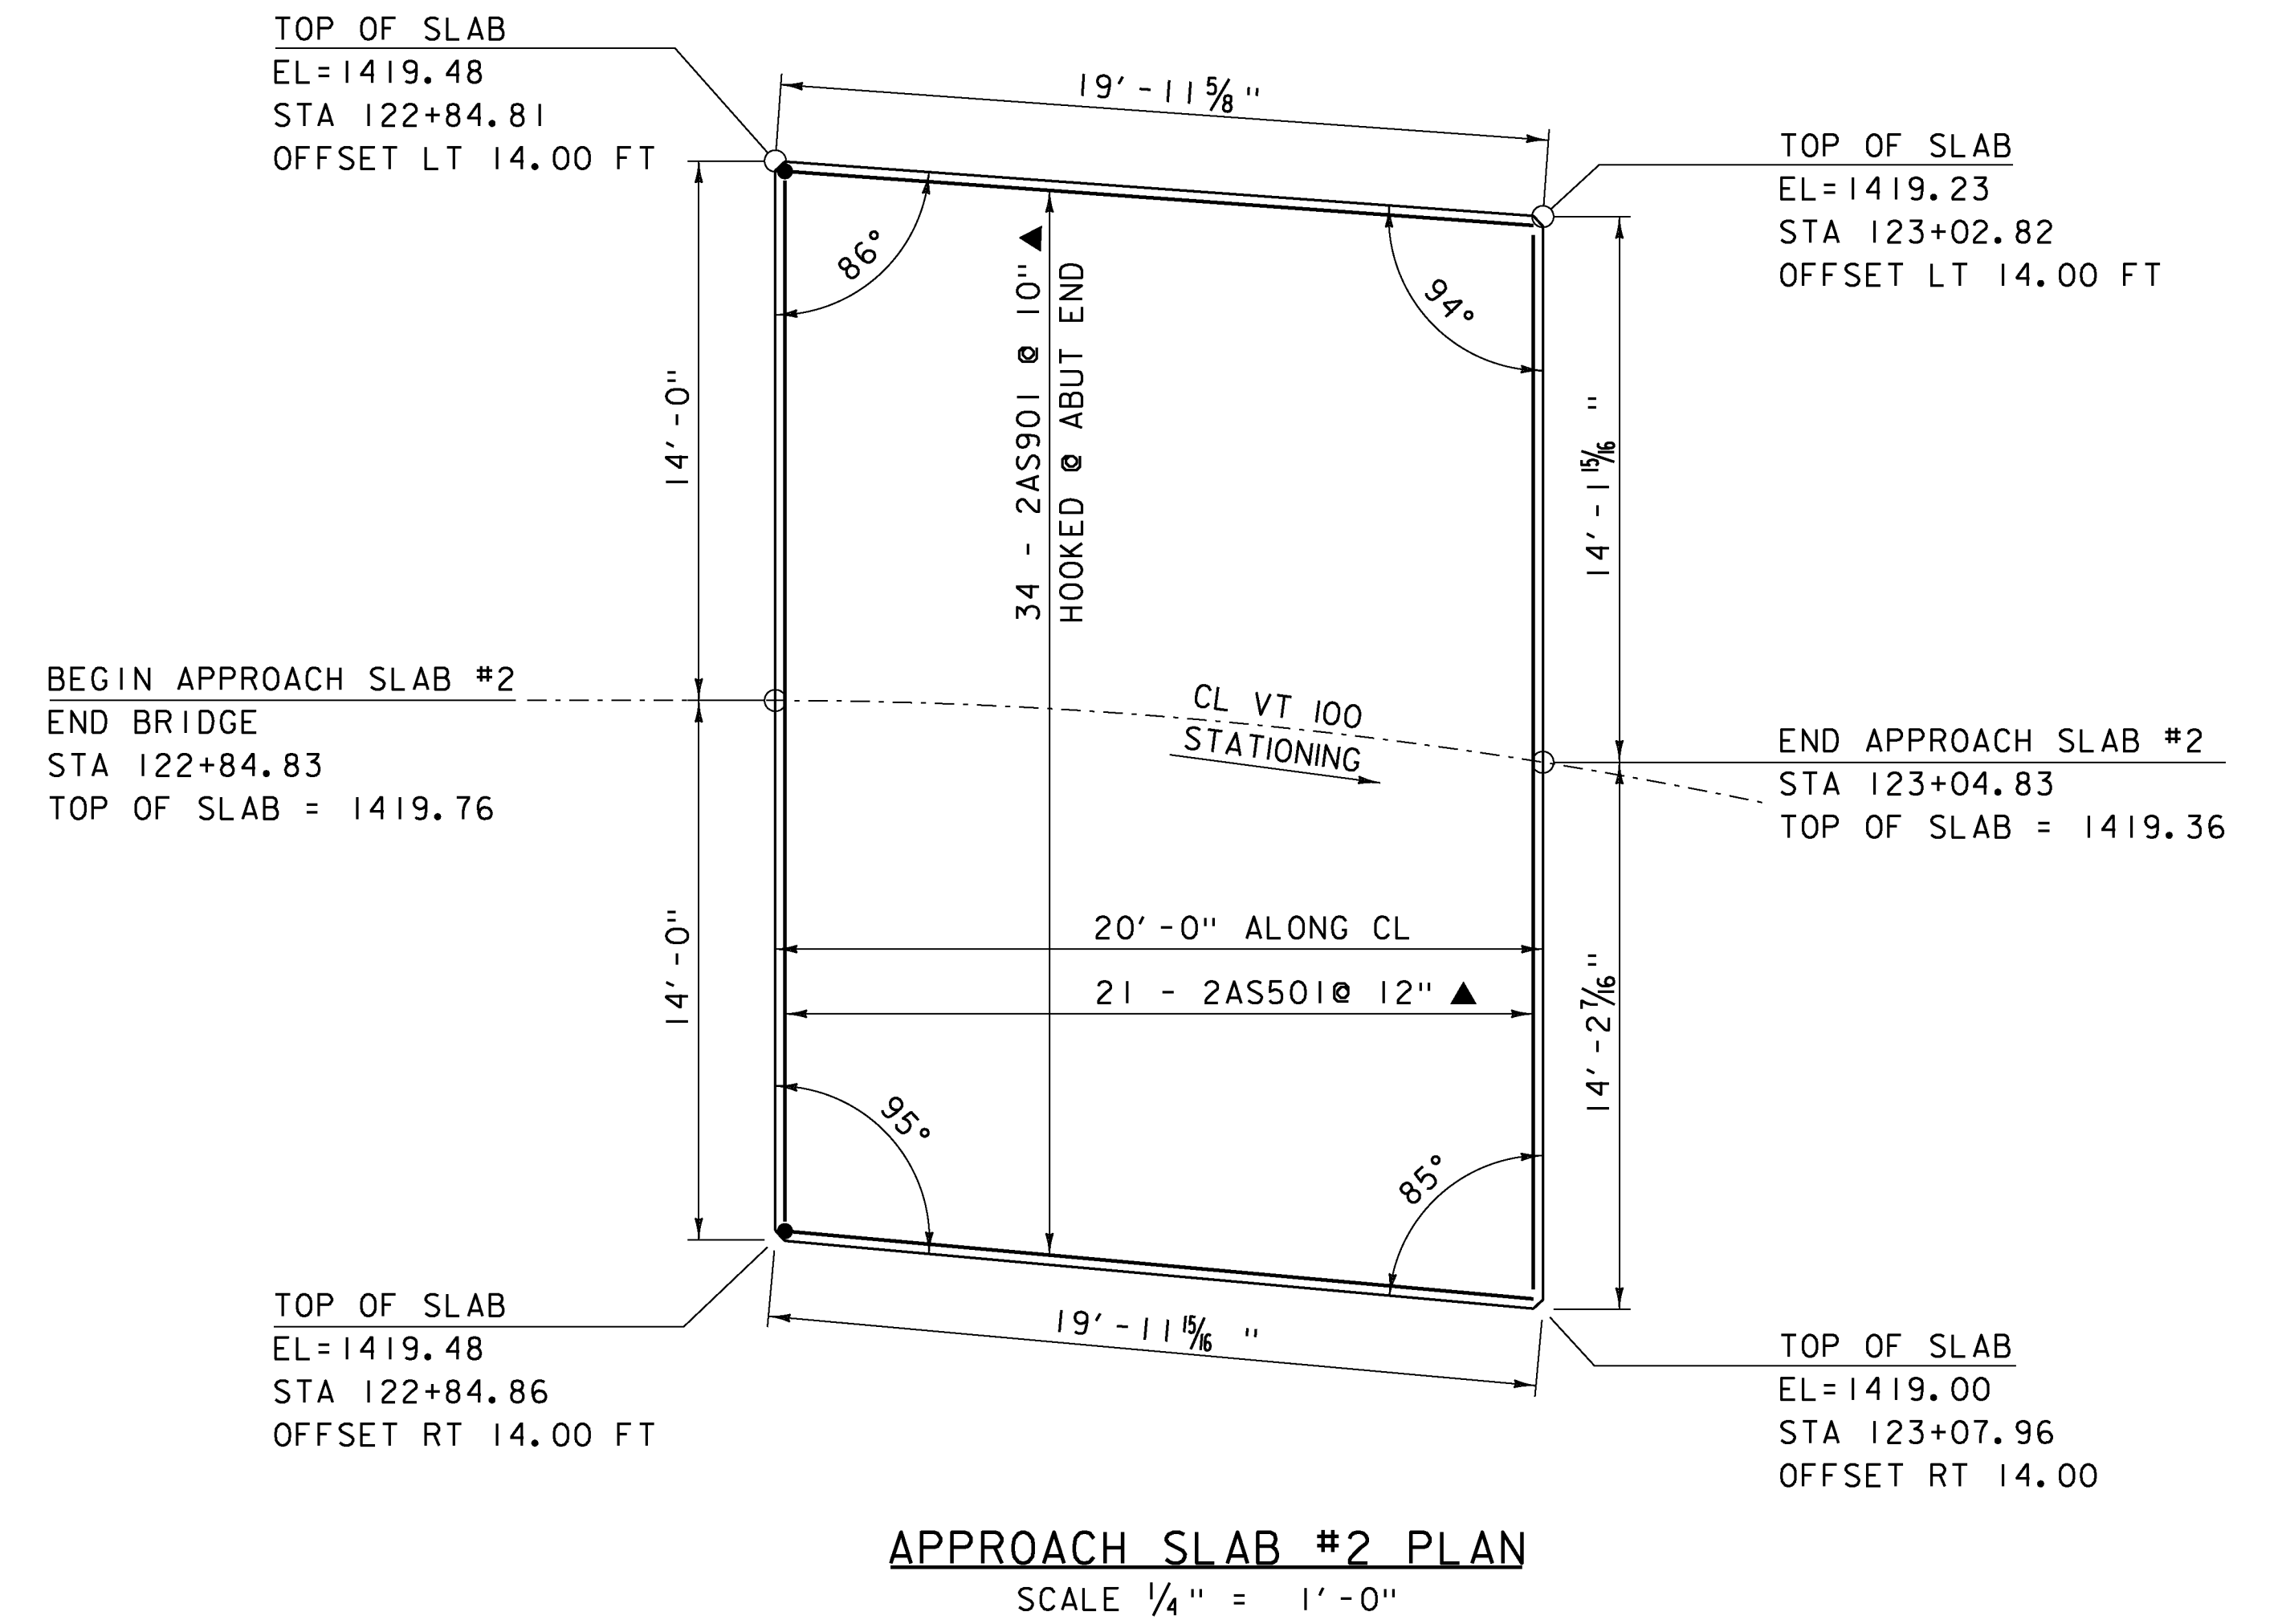 TOP OF SLAB
EL=1419.48
STA 122+84.81
OFFSET LT 14.00 FT
19'-11 5/8"
TOP OF SLAB
EL=1419.23
STA 123+02.82
OFFSET LT 14.00 FT
86°
94°
34 - 2AS901 @ 10" ▲
HOOKED @ ABUT END
14'-0"
14'-1 15/16 "
BEGIN APPROACH SLAB #2
END BRIDGE
STA 122+84.83
TOP OF SLAB = 1419.76
CL VT 100
STATIONING
END APPROACH SLAB #2
STA 123+04.83
TOP OF SLAB = 1419.36
14'-0"
20'-0" ALONG CL
21 - 2AS501@ 12" ▲
14'-2 7/16"
95°
85°
TOP OF SLAB
EL=1419.48
STA 122+84.86
OFFSET RT 14.00 FT
19'-11 15/16 "
TOP OF SLAB
EL=1419.00
STA 123+07.96
OFFSET RT 14.00
APPROACH SLAB #2 PLAN
SCALE 1/4" = 1'-0"